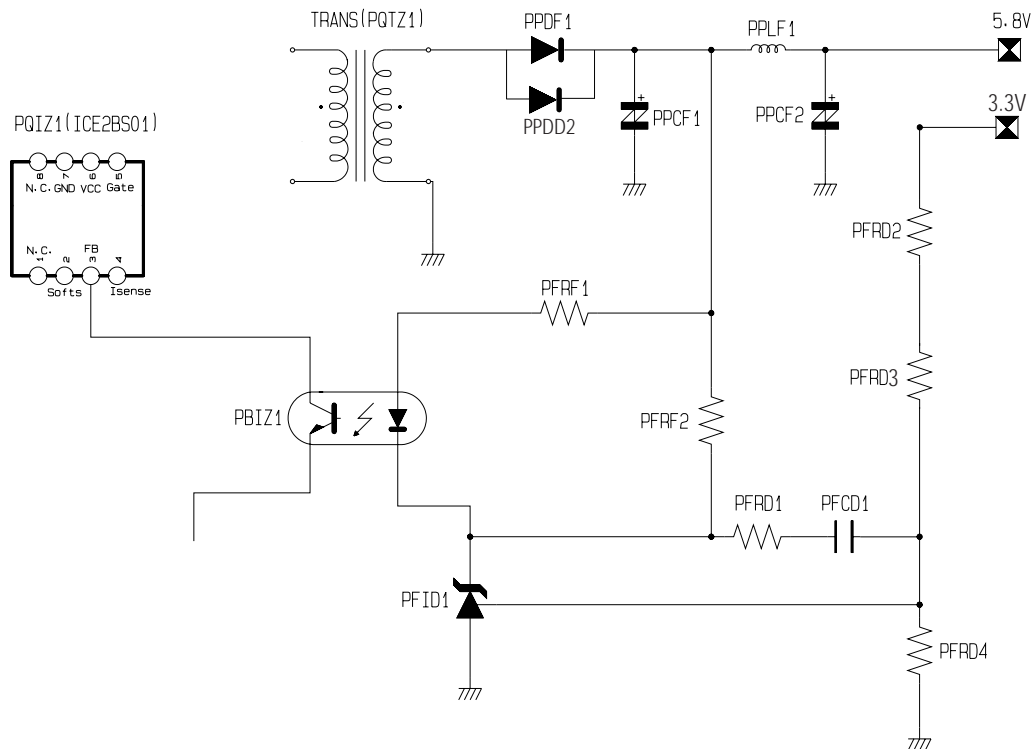 TRANS(PQTZ1)
PPDF1
PPLF1
5.8V
PPDD2
PPCF1
PPCF2
3.3V
PQIZ1(ICE2BS01)
8 7 6 5
N.C. GND VCC Gate
N.C. FB
1 2 3 4
Softs Isense
PFRD2
PFRF1
PFRD3
PBIZ1
PFRF2
PFRD1
PFCD1
PFID1
PFRD4